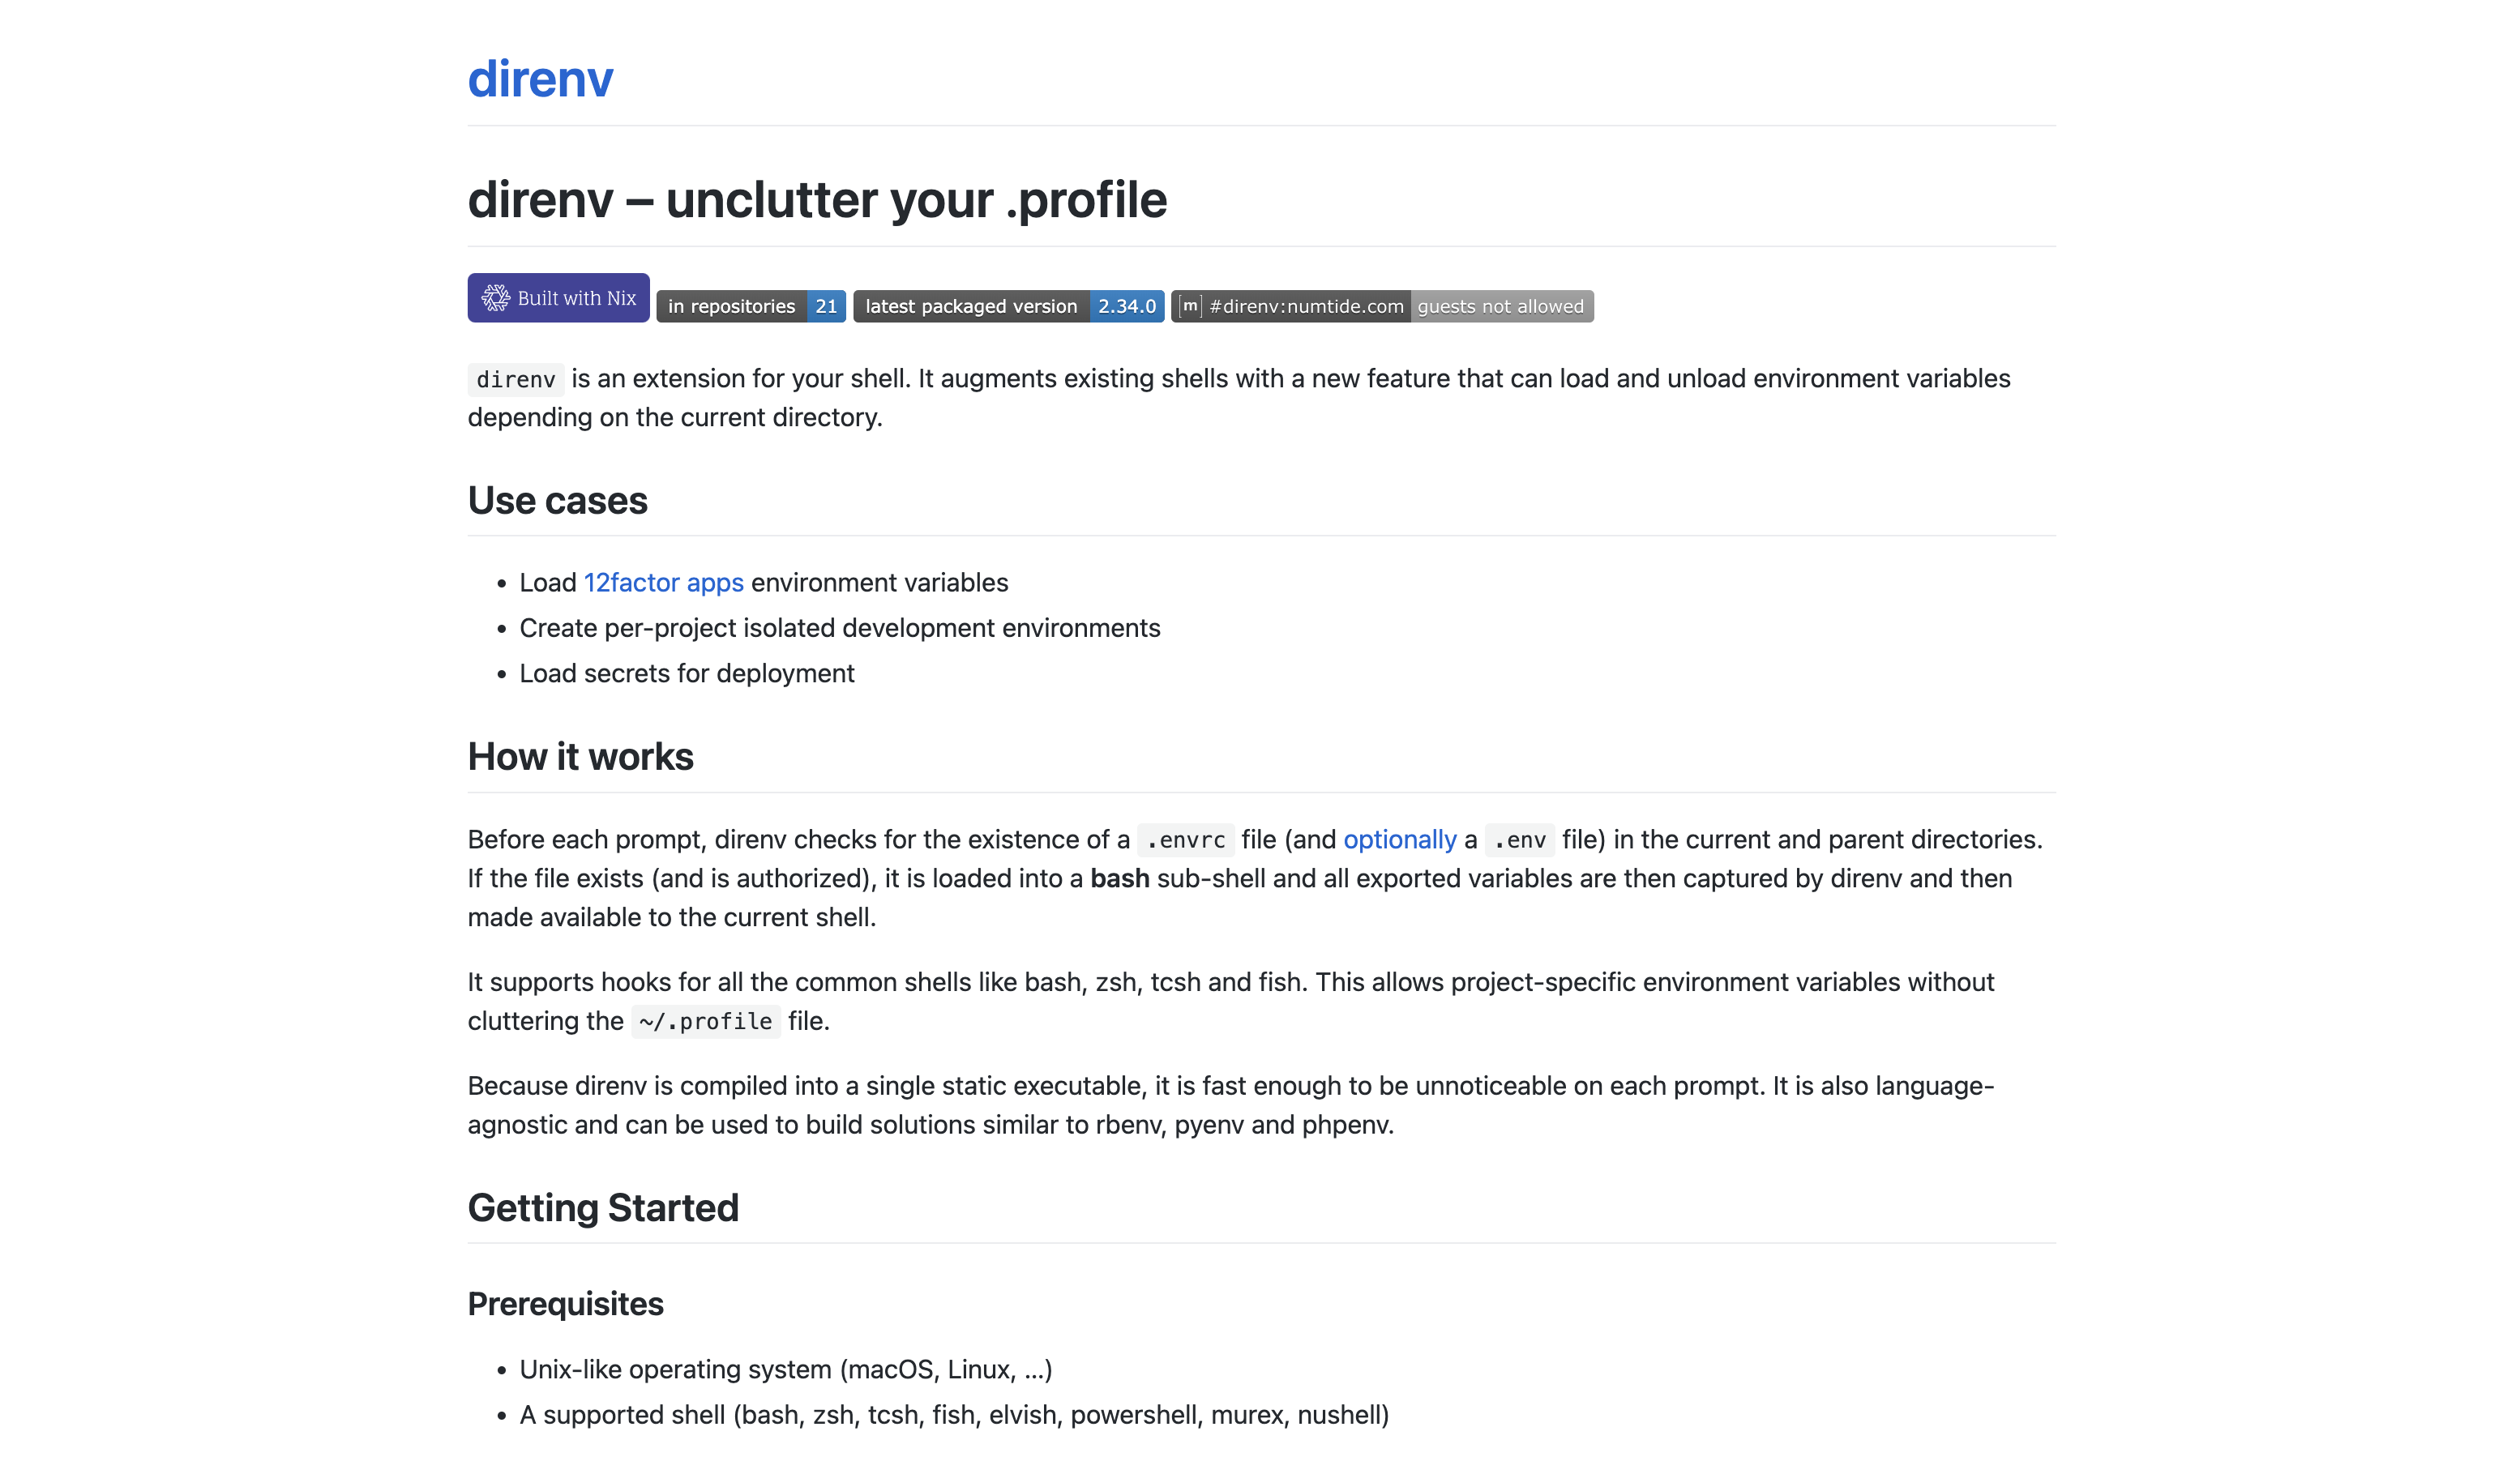 direnv
direnv – unclutter your .profile
Built with Nix in repositories 21 latest packaged version 2.34.0 [m] #direnv:numtide.com guests not allowed
direnv is an extension for your shell. It augments existing shells with a new feature that can load and unload environment variables
depending on the current directory.
Use cases
• Load 12factor apps environment variables
• Create per-project isolated development environments
• Load secrets for deployment
How it works
Before each prompt, direnv checks for the existence of a .envrc file (and optionally a .env file) in the current and parent directories.
If the file exists (and is authorized), it is loaded into a bash sub-shell and all exported variables are then captured by direnv and then
made available to the current shell.
It supports hooks for all the common shells like bash, zsh, tcsh and fish. This allows project-specific environment variables without
cluttering the ~/.profile file.
Because direnv is compiled into a single static executable, it is fast enough to be unnoticeable on each prompt. It is also language-
agnostic and can be used to build solutions similar to rbenv, pyenv and phpenv.
Getting Started
Prerequisites
• Unix-like operating system (macOS, Linux, …)
• A supported shell (bash, zsh, tcsh, fish, elvish, powershell, murex, nushell)